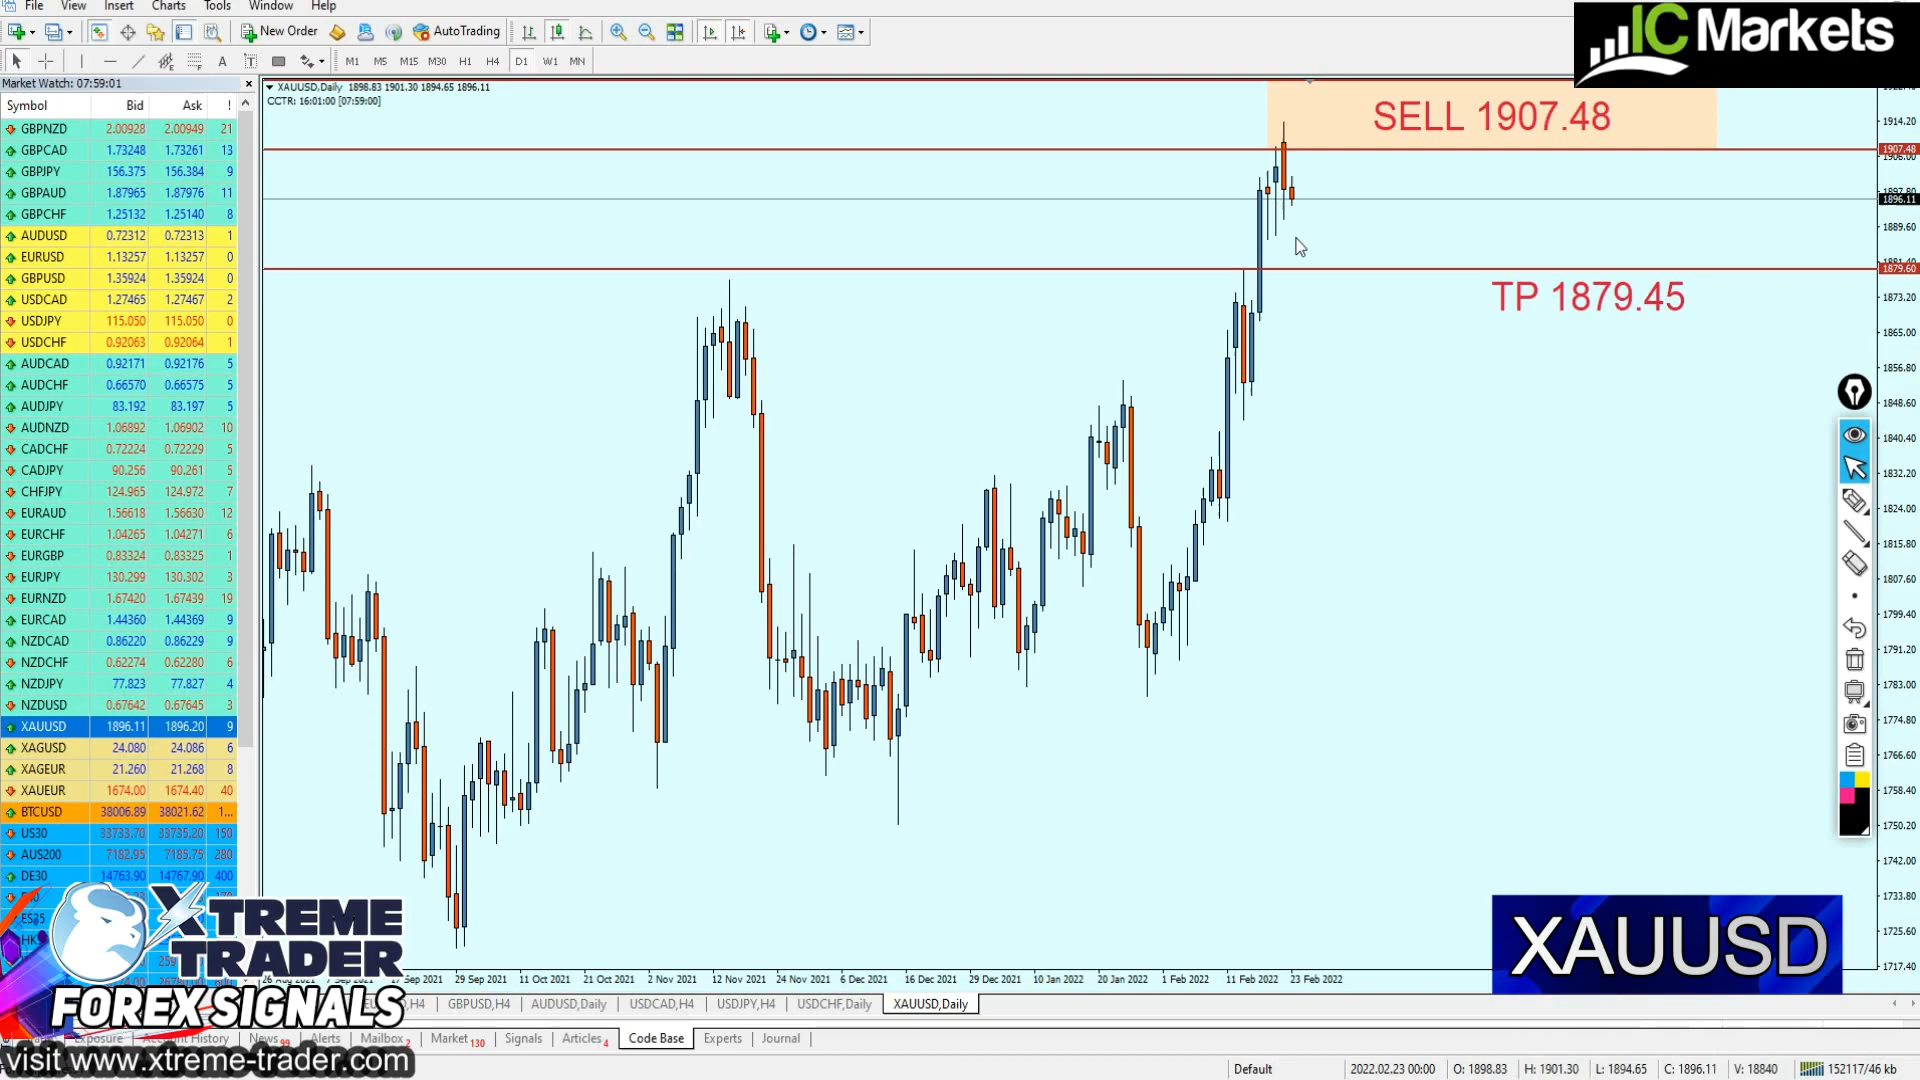 File View Insert Charts Tools Window Help
New Order AutoTrading
M1 M5 M15 M30 H1 H4 D1 W1 MN
IC Markets
Market Watch: 07:59:01
Symbol Bid Ask !
GBPNZD 2.00928 2.00949 21
GBPCAD 1.73248 1.73261 13
GBPJPY 156.375 156.384 9
GBPAUD 1.87965 1.87976 11
GBPCHF 1.25132 1.25140 8
AUDUSD 0.72312 0.72313 1
EURUSD 1.13257 1.13257 0
GBPUSD 1.35924 1.35924 0
USDCAD 1.27465 1.27467 2
USDJPY 115.050 115.050 0
USDCHF 0.92063 0.92064 1
AUDCAD 0.92171 0.92176 5
AUDCHF 0.66570 0.66575 5
AUDJPY 83.192 83.197 5
AUDNZD 1.06892 1.06902 10
CADCHF 0.72224 0.72229 5
CADJPY 90.256 90.261 5
CHFJPY 124.965 124.972 7
EURAUD 1.56618 1.56630 12
EURCHF 1.04265 1.04271 6
EURGBP 0.83324 0.83325 1
EURJPY 130.299 130.302 3
EURNZD 1.67420 1.67439 19
EURCAD 1.44360 1.44369 9
NZDCAD 0.86220 0.86229 9
NZDCHF 0.62274 0.62280 6
NZDJPY 77.823 77.827 4
NZDUSD 0.67642 0.67645 3
XAUUSD 1896.11 1896.20 9
XAGUSD 24.080 24.086 6
XAGEUR 21.260 21.268 8
XAUEUR 1674.00 1674.40 40
BTCUSD 38006.89 38021.62 1...
US30 33733.70 33735.20 150
AUS200 7182.95 7185.75 280
DE30 14763.90 14767.90 400
ES35
XAUUSD,Daily 1898.83 1901.30 1894.65 1896.11
CCTR: 16:01:00 [07:59:00]
SELL 1907.48
TP 1879.45
1914.20
1907.48
1906.00
1897.80
1896.11
1889.60
1879.60
1873.20
1865.00
1856.80
1848.60
1840.40
1832.20
1824.00
1815.80
1807.60
1799.40
1791.20
1783.00
1774.80
1766.60
1758.40
1750.20
1742.00
1733.80
1725.60
1717.40
XAUUSD
XTREME
TRADER
FOREX SIGNALS
visit www.xtreme-trader.com
Sep 2021 29 Sep 2021 11 Oct 2021 21 Oct 2021 2 Nov 2021 12 Nov 2021 24 Nov 2021 6 Dec 2021 16 Dec 2021 29 Dec 2021 10 Jan 2022 20 Jan 2022 1 Feb 2022 11 Feb 2022 23 Feb 2022
GBPUSD,H4 AUDUSD,Daily USDCAD,H4 USDJPY,H4 USDCHF,Daily XAUUSD,Daily
Exposure Account History News 99 Alerts Mailbox 2 Market 130 Signals Articles 4 Code Base Experts Journal
Default 2022.02.23 00:00 O: 1898.83 H: 1901.30 L: 1894.65 C: 1896.11 V: 18840 152117/46 kb